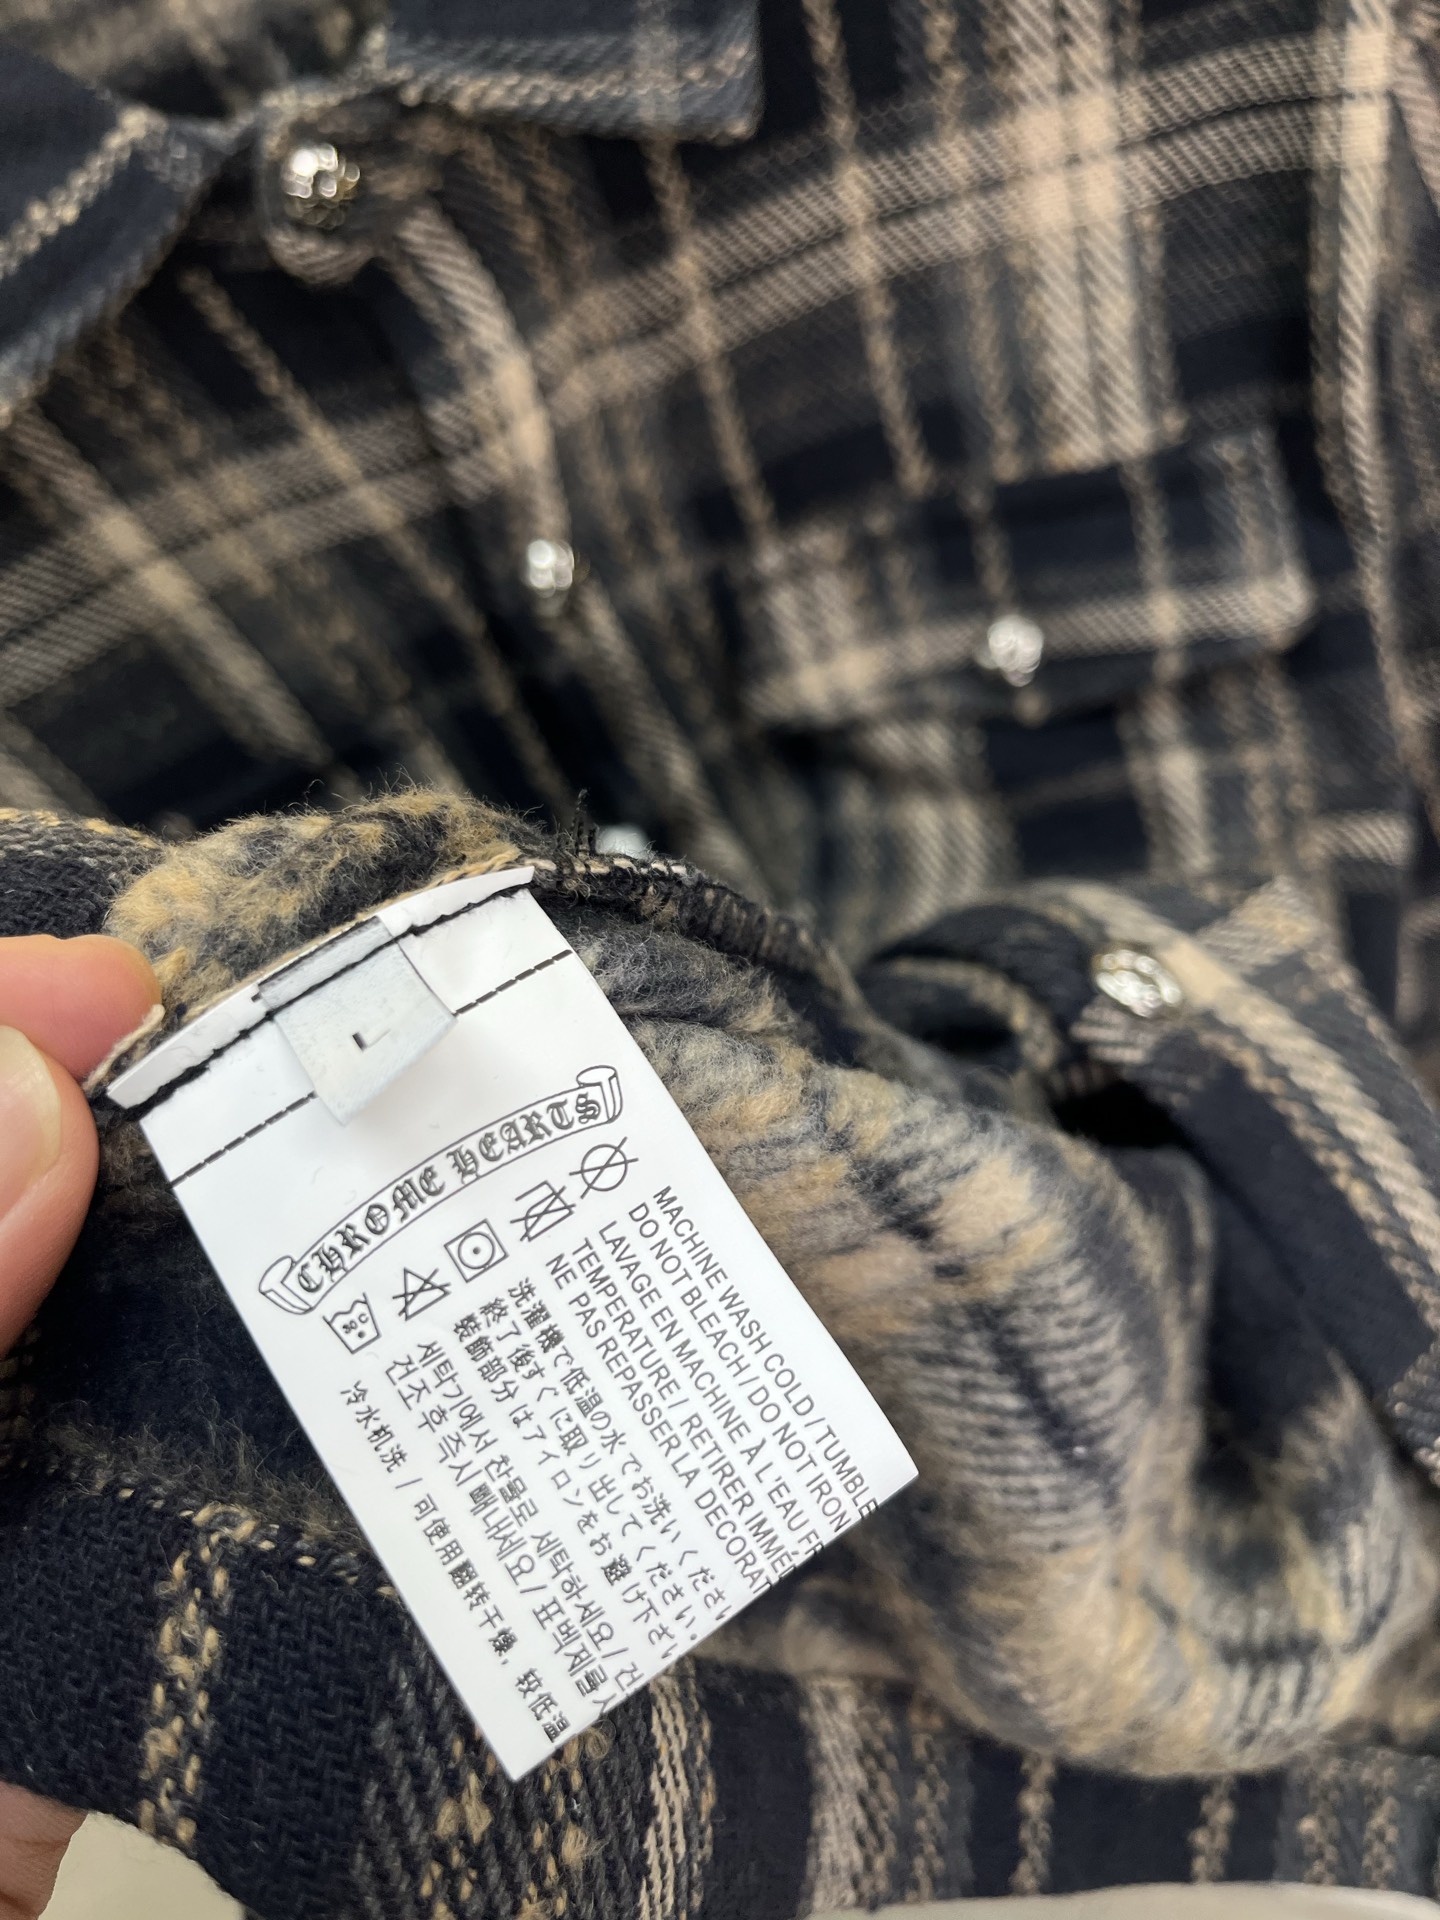 L
CHROME HEARTS
MACHINE WASH COLD / TUMBLE
DO NOT BLEACH / DO NOT IRON
LAVAGE EN MACHINE À L'EAU FR
TEMPERATURE / RETIRER IMMÉ
NE PAS REPASSER LA DECORAT
洗濯機で低温の水でお洗いください
終了後すぐに取り出してください。
装飾部分はアイロンをお避け下さい
세탁기에서 찬물로 세탁하세요 / 건
건조 후 즉시 빼내세요 / 표백제를 사
冷水机洗 / 可使用翻转干燥，较低温